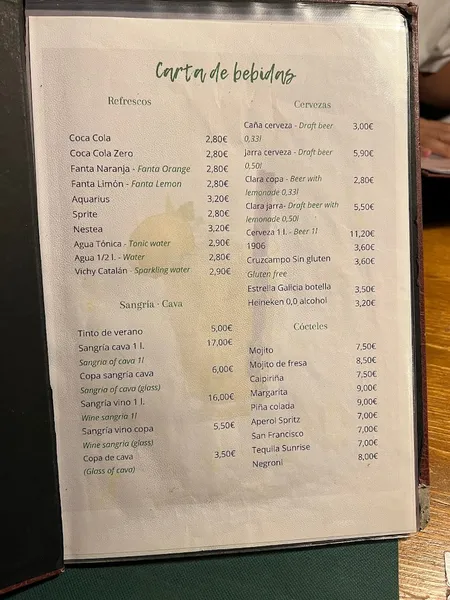 Carta de bebidas
Refrescos
Coca Cola 2,80€
Coca Cola Zero 2,80€
Fanta Naranja - Fanta Orange 2,80€
Fanta Limón - Fanta Lemon 2,80€
Aquarius 3,20€
Sprite 2,80€
Nestea 3,20€
Agua Tónica - Tonic water 2,90€
Agua 1/2 l. - Water 2,80€
Vichy Catalán - Sparkling water 2,90€
Sangria - Cava
Tinto de verano 5,00€
Sangría cava 1 l. 17,00€
Sangria of cava 1l
Copa sangría cava 6,00€
Sangria of cava (glass)
Sangría vino 1 l. 16,00€
Wine sangria 1l
Sangría vino copa 5,50€
Wine sangria (glass)
Copa de cava 3,50€
(Glass of cava)
Cervezas
Caña cerveza - Draft beer 3,00€
0,33l
Jarra cerveza - Draft beer 5,90€
0,50l
Clara copa - Beer with 2,80€
lemonade 0,33l
Clara jarra- Draft beer with 5,50€
lemonade 0,50l
Cerveza 1 l. - Beer 1l 11,20€
1906 3,60€
Cruzcampo Sin gluten 3,60€
Gluten free
Estrella Galicia botella 3,50€
Heineken 0,0 alcohol 3,20€
Cócteles
Mojito 7,50€
Mojito de fresa 8,50€
Caipiriña 7,50€
Margarita 9,00€
Piña colada 9,00€
Aperol Spritz 7,00€
San Francisco 7,00€
Tequila Sunrise 7,00€
Negroni 8,00€